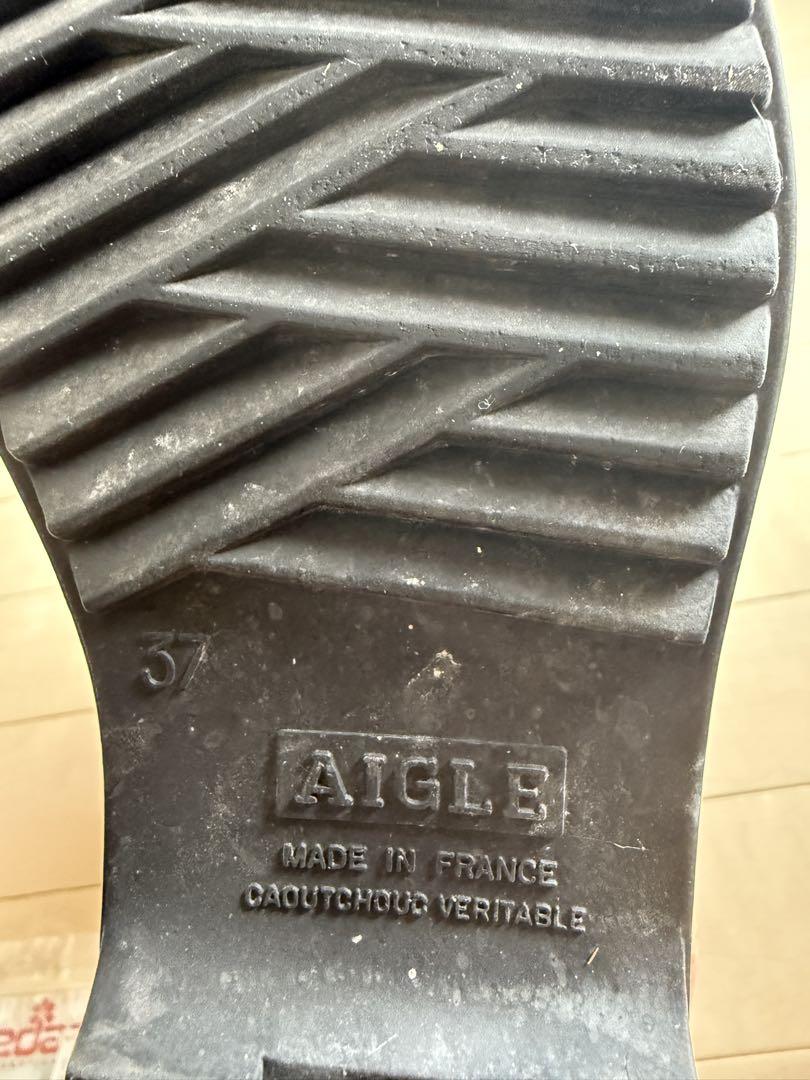 37
AIGLE
MADE IN FRANCE
CAOUTCHOUC VERITABLE